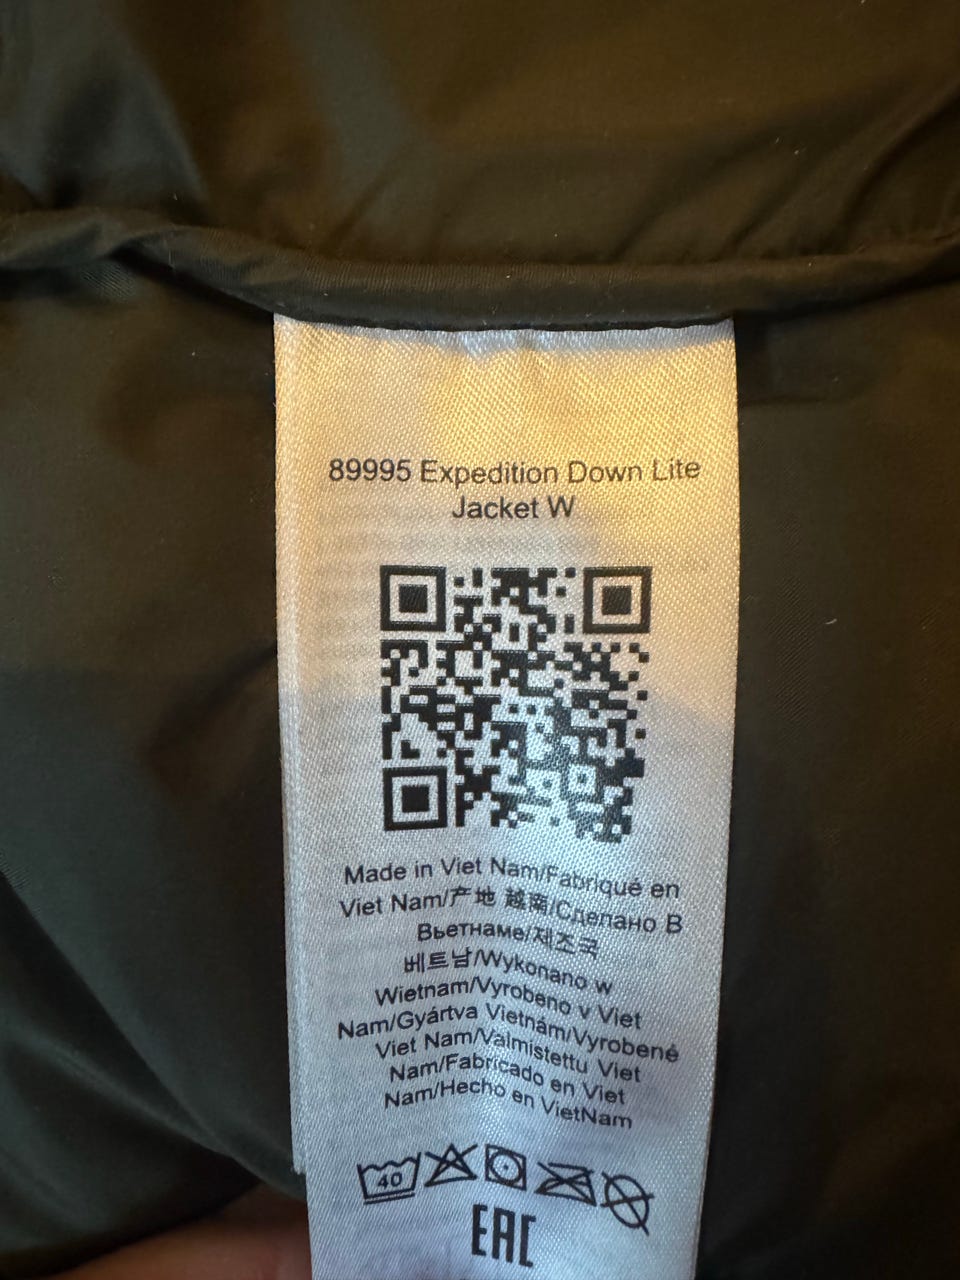 89995 Expedition Down Lite
Jacket W
Made in Viet Nam/Fabriqué en
Viet Nam/产地 越南/Сделано В
Вьетнаме/제조국
베트남/Wykonano w
Wietnam/Vyrobeno v Viet
Nam/Gyártva Vietnám/Vyrobené
Viet Nam/Valmistettu Viet
Nam/Fabricado en Viet
Nam/Hecho en VietNam
40
EAC